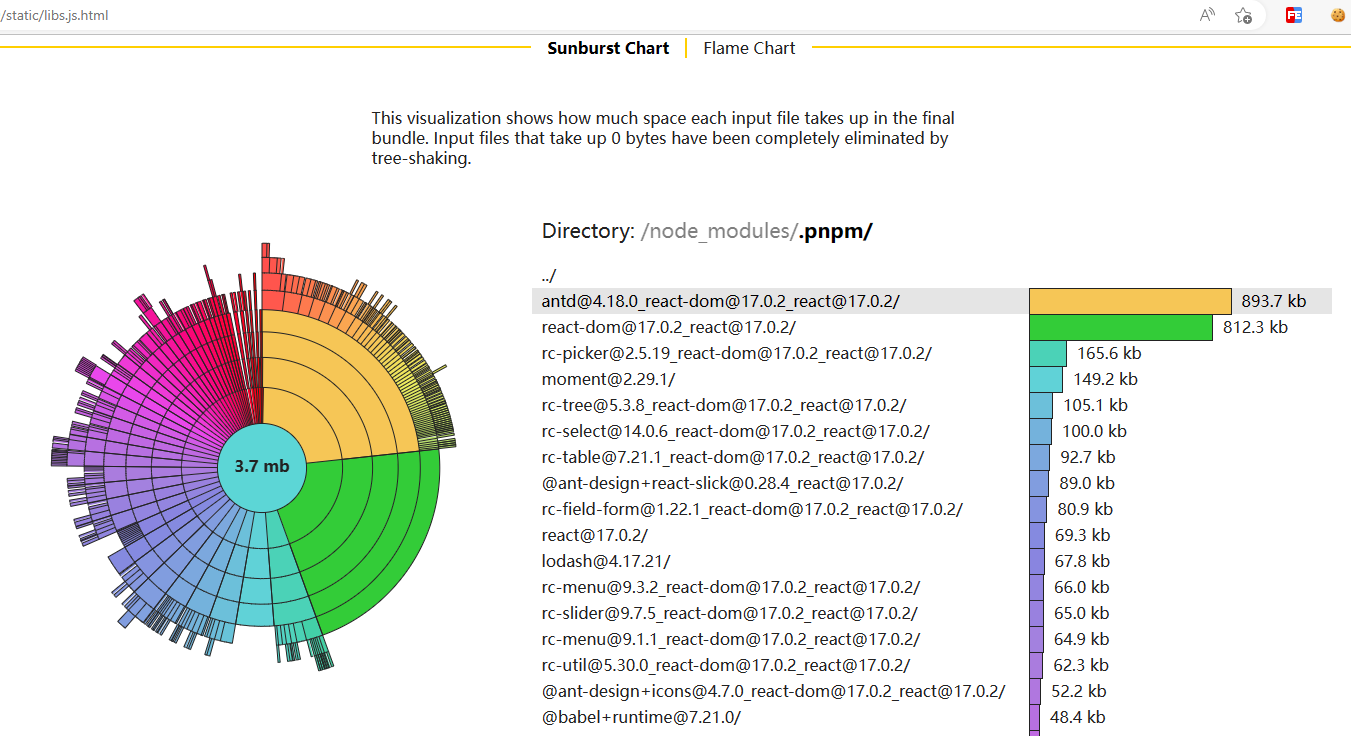 /static/libs.js.html
Sunburst Chart
Flame Chart
This visualization shows how much space each input file takes up in the final
bundle. Input files that take up 0 bytes have been completely eliminated by
tree-shaking.
3.7 mb
Directory: /node_modules/.pnpm/
../
antd@4.18.0_react-dom@17.0.2_react@17.0.2/ 893.7 kb
react-dom@17.0.2_react@17.0.2/ 812.3 kb
rc-picker@2.5.19_react-dom@17.0.2_react@17.0.2/ 165.6 kb
moment@2.29.1/ 149.2 kb
rc-tree@5.3.8_react-dom@17.0.2_react@17.0.2/ 105.1 kb
rc-select@14.0.6_react-dom@17.0.2_react@17.0.2/ 100.0 kb
rc-table@7.21.1_react-dom@17.0.2_react@17.0.2/ 92.7 kb
@ant-design+react-slick@0.28.4_react@17.0.2/ 89.0 kb
rc-field-form@1.22.1_react-dom@17.0.2_react@17.0.2/ 80.9 kb
react@17.0.2/ 69.3 kb
lodash@4.17.21/ 67.8 kb
rc-menu@9.3.2_react-dom@17.0.2_react@17.0.2/ 66.0 kb
rc-slider@9.7.5_react-dom@17.0.2_react@17.0.2/ 65.0 kb
rc-menu@9.1.1_react-dom@17.0.2_react@17.0.2/ 64.9 kb
rc-util@5.30.0_react-dom@17.0.2_react@17.0.2/ 62.3 kb
@ant-design+icons@4.7.0_react-dom@17.0.2_react@17.0.2/ 52.2 kb
@babel+runtime@7.21.0/ 48.4 kb